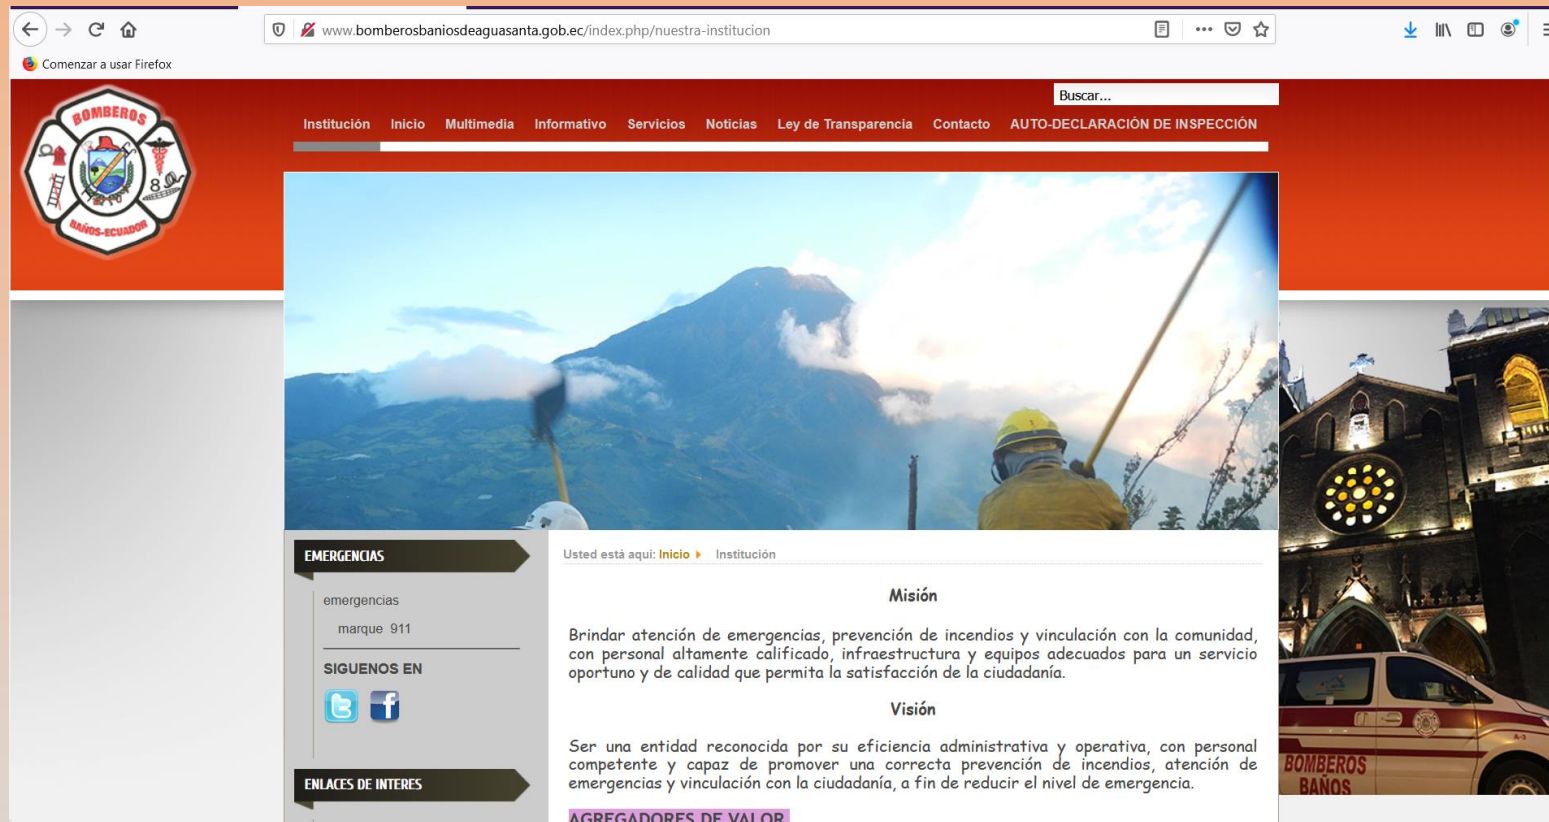 www.bomberosbaniosdeaguasanta.gob.ec/index.php/nuestra-institucion
Comenzar a usar Firefox
Buscar...
BOMBEROS
BAÑOS-ECUADOR
Institución Inicio Multimedia Informativo Servicios Noticias Ley de Transparencia Contacto AUTO-DECLARACIÓN DE INSPECCIÓN
EMERGENCIAS
emergencias
marque 911
SIGUENOS EN
ENLACES DE INTERES
Usted está aquí: Inicio Institución
Misión
Brindar atención de emergencias, prevención de incendios y vinculación con la comunidad,
con personal altamente calificado, infraestructura y equipos adecuados para un servicio
oportuno y de calidad que permita la satisfacción de la ciudadanía.
Visión
Ser una entidad reconocida por su eficiencia administrativa y operativa, con personal
competente y capaz de promover una correcta prevención de incendios, atención de
emergencias y vinculación con la ciudadanía, a fin de reducir el nivel de emergencia.
AGREGADORES DE VALOR
A-3
BOMBEROS
BAÑOS